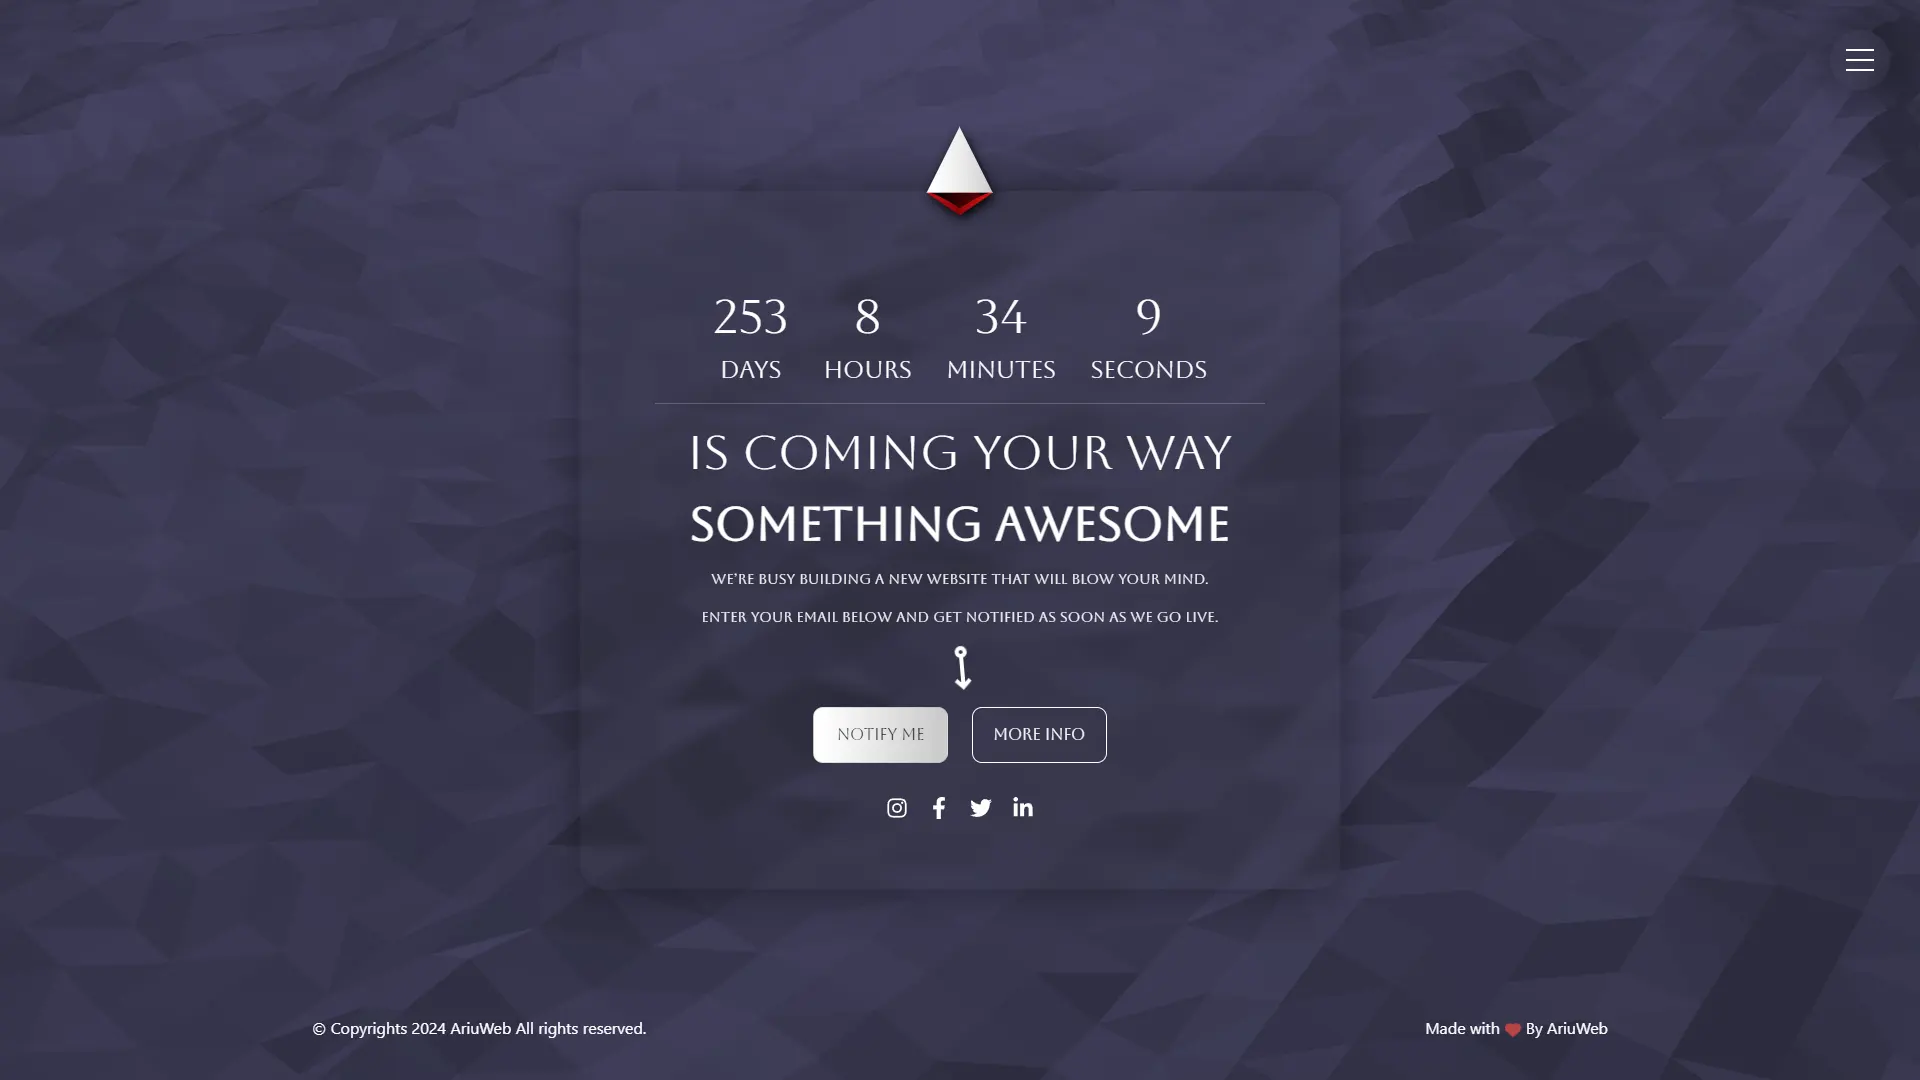 253 8 34 9
DAYS HOURS MINUTES SECONDS
IS COMING YOUR WAY
SOMETHING AWESOME
WE'RE BUSY BUILDING A NEW WEBSITE THAT WILL BLOW YOUR MIND.
ENTER YOUR EMAIL BELOW AND GET NOTIFIED AS SOON AS WE GO LIVE.
NOTIFY ME MORE INFO
© Copyrights 2024 AriuWeb All rights reserved. Made with ❤ By AriuWeb